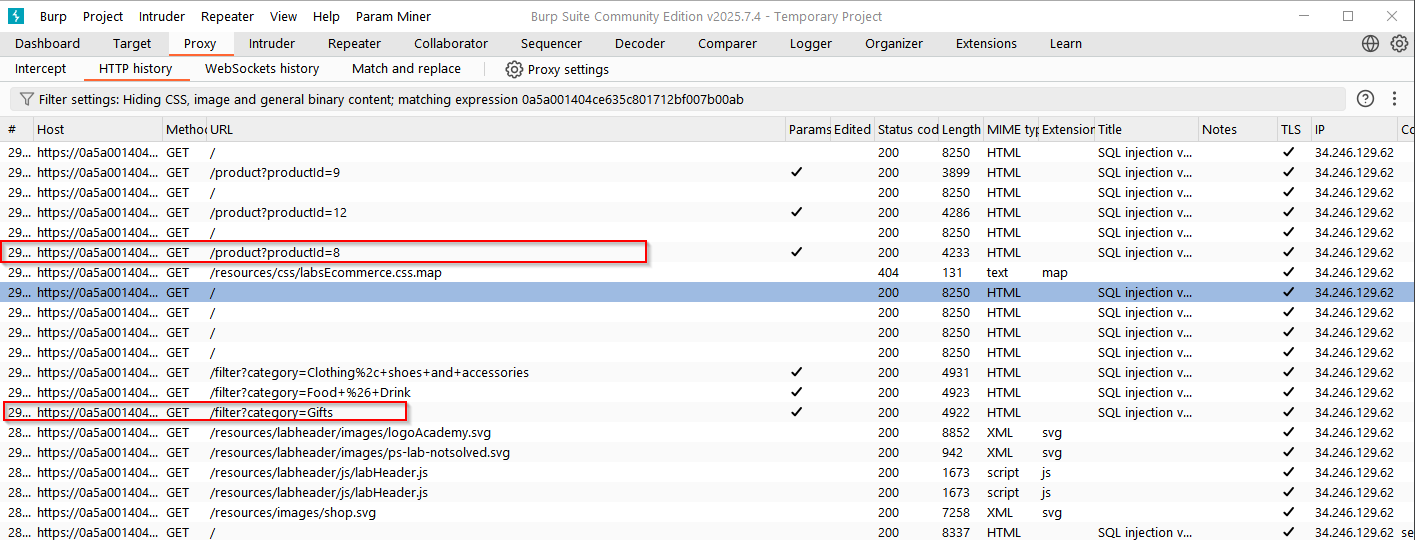 Burp Project Intruder Repeater View Help Param Miner Burp Suite Community Edition v2025.7.4 - Temporary Project
Dashboard Target Proxy Intruder Repeater Collaborator Sequencer Decoder Comparer Logger Organizer Extensions Learn
Intercept HTTP history WebSockets history Match and replace Proxy settings
Filter settings: Hiding CSS, image and general binary content; matching expression 0a5a001404ce635c801712bf007b00ab
# Host Metho URL Params Edited Status cod Length MIME typ Extension Title Notes TLS IP Co
29... https://0a5a001404... GET / 200 8250 HTML SQL injection v... ✓ 34.246.129.62
29... https://0a5a001404... GET /product?productId=9 ✓ 200 3899 HTML SQL injection v... ✓ 34.246.129.62
29... https://0a5a001404... GET / 200 8250 HTML SQL injection v... ✓ 34.246.129.62
29... https://0a5a001404... GET /product?productId=12 ✓ 200 4286 HTML SQL injection v... ✓ 34.246.129.62
29... https://0a5a001404... GET / 200 8250 HTML SQL injection v... ✓ 34.246.129.62
29... https://0a5a001404... GET /product?productId=8 ✓ 200 4233 HTML SQL injection v... ✓ 34.246.129.62
29... https://0a5a001404... GET /resources/css/labsEcommerce.css.map 404 131 text map ✓ 34.246.129.62
29... https://0a5a001404... GET / 200 8250 HTML SQL injection v... ✓ 34.246.129.62
29... https://0a5a001404... GET / 200 8250 HTML SQL injection v... ✓ 34.246.129.62
29... https://0a5a001404... GET / 200 8250 HTML SQL injection v... ✓ 34.246.129.62
29... https://0a5a001404... GET / 200 8250 HTML SQL injection v... ✓ 34.246.129.62
29... https://0a5a001404... GET /filter?category=Clothing%2c+shoes+and+accessories ✓ 200 4931 HTML SQL injection v... ✓ 34.246.129.62
29... https://0a5a001404... GET /filter?category=Food+%26+Drink ✓ 200 4923 HTML SQL injection v... ✓ 34.246.129.62
29... https://0a5a001404... GET /filter?category=Gifts ✓ 200 4922 HTML SQL injection v... ✓ 34.246.129.62
28... https://0a5a001404... GET /resources/labheader/images/logoAcademy.svg 200 8852 XML svg ✓ 34.246.129.62
28... https://0a5a001404... GET /resources/labheader/images/ps-lab-notsolved.svg 200 942 XML svg ✓ 34.246.129.62
28... https://0a5a001404... GET /resources/labheader/js/labHeader.js 200 1673 script js ✓ 34.246.129.62
28... https://0a5a001404... GET /resources/labheader/js/labHeader.js 200 1673 script js ✓ 34.246.129.62
28... https://0a5a001404... GET /resources/images/shop.svg 200 7258 XML svg ✓ 34.246.129.62
28... https://0a5a001404... GET / 200 8337 HTML SQL injection v... ✓ 34.246.129.62 se